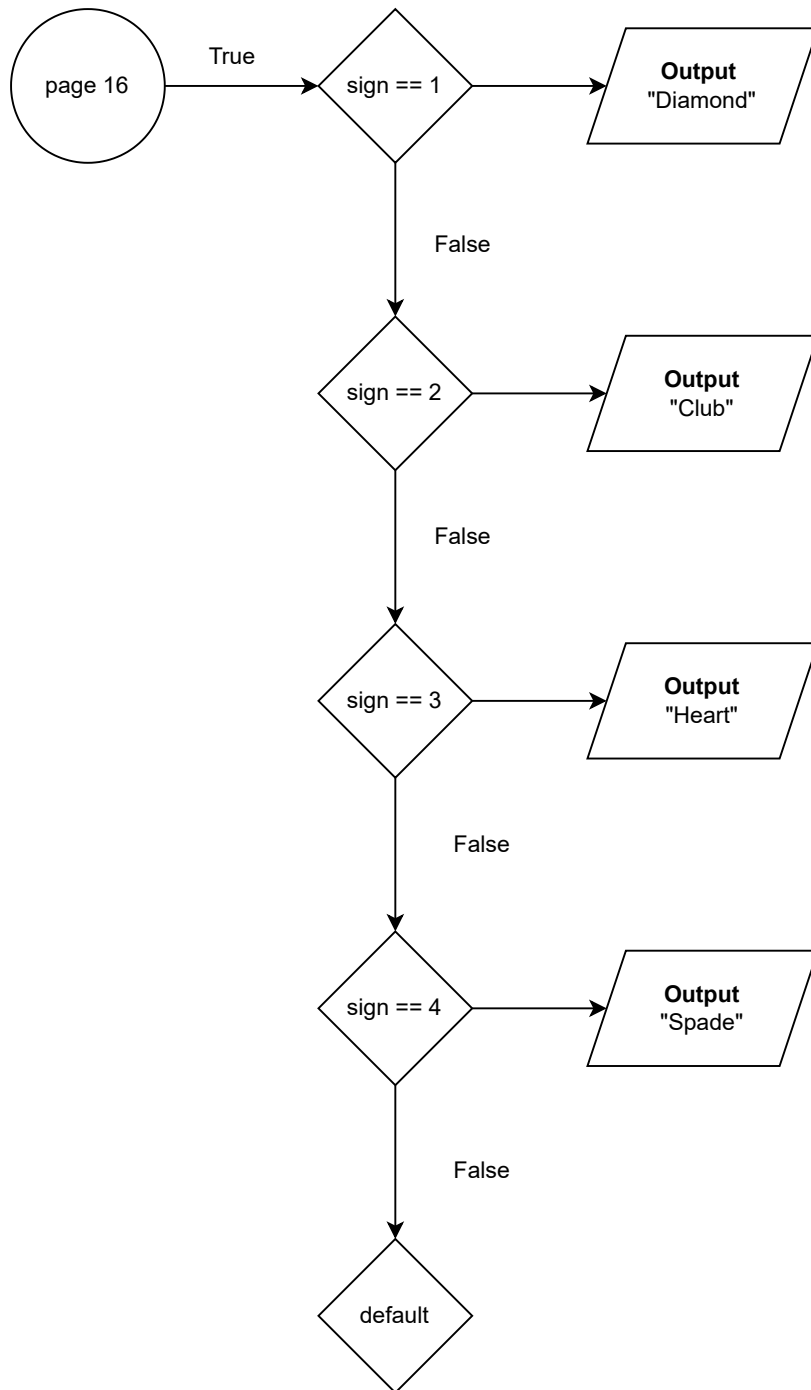 page 16
True
sign == 1
Output
"Diamond"
False
sign == 2
Output
"Club"
False
sign == 3
Output
"Heart"
False
sign == 4
Output
"Spade"
False
default